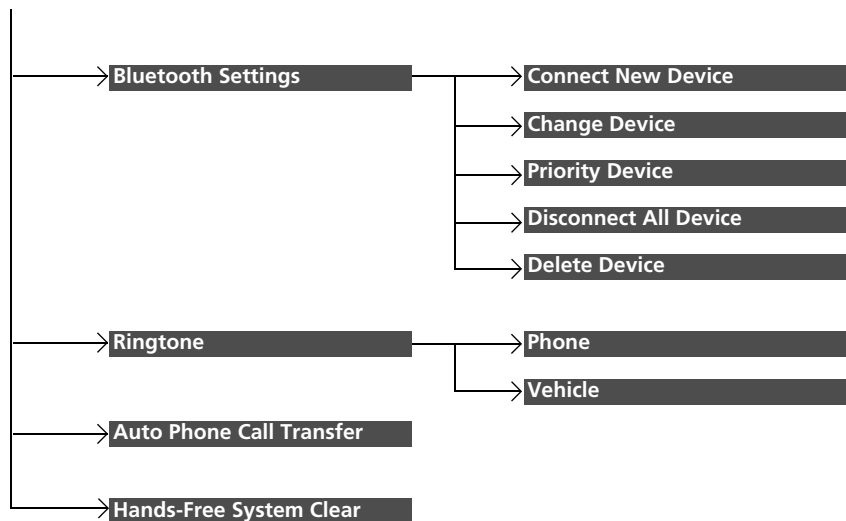 Bluetooth Settings
Connect New Device
Change Device
Priority Device
Disconnect All Device
Delete Device
Ringtone
Phone
Vehicle
Auto Phone Call Transfer
Hands-Free System Clear